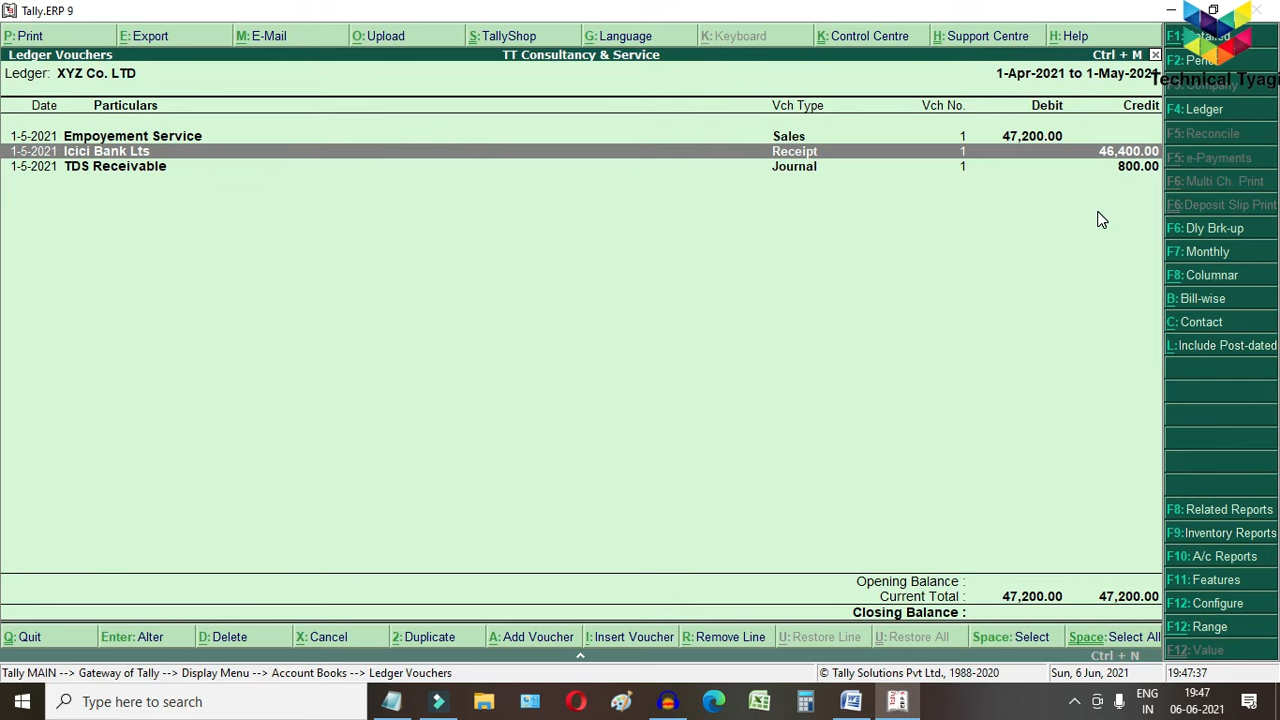 Tally.ERP 9
P: Print E: Export M: E-Mail O: Upload S: TallyShop G: Language K: Keyboard K: Control Centre H: Support Centre H: Help
Ledger Vouchers TT Consultancy & Service Ctrl + M
Ledger: XYZ Co. LTD 1-Apr-2021 to 1-May-2021
Technical Tyagi
Date Particulars Vch Type Vch No. Debit Credit
1-5-2021 Empoyement Service Sales 1 47,200.00
1-5-2021 Icici Bank Lts Receipt 1 46,400.00
1-5-2021 TDS Receivable Journal 1 800.00
Opening Balance :
Current Total : 47,200.00 47,200.00
Closing Balance :
F1: Detailed
F2: Period
F3: Company
F4: Ledger
F5: Reconcile
F5: e-Payments
F6: Multi Ch. Print
F6: Deposit Slip Print
F6: Dly Brk-up
F7: Monthly
F8: Columnar
B: Bill-wise
C: Contact
L: Include Post-dated
F8: Related Reports
F9: Inventory Reports
F10: A/c Reports
F11: Features
F12: Configure
F12: Range
F12: Value
Q: Quit Enter: Alter D: Delete X: Cancel 2: Duplicate A: Add Voucher I: Insert Voucher R: Remove Line U: Restore Line U: Restore All Space: Select Space: Select All
Ctrl + N
Tally MAIN --> Gateway of Tally --> Display Menu --> Account Books --> Ledger Vouchers © Tally Solutions Pvt Ltd., 1988-2020 Sun, 6 Jun, 2021 19:47:37
Type here to search
ENG
IN
19:47
06-06-2021